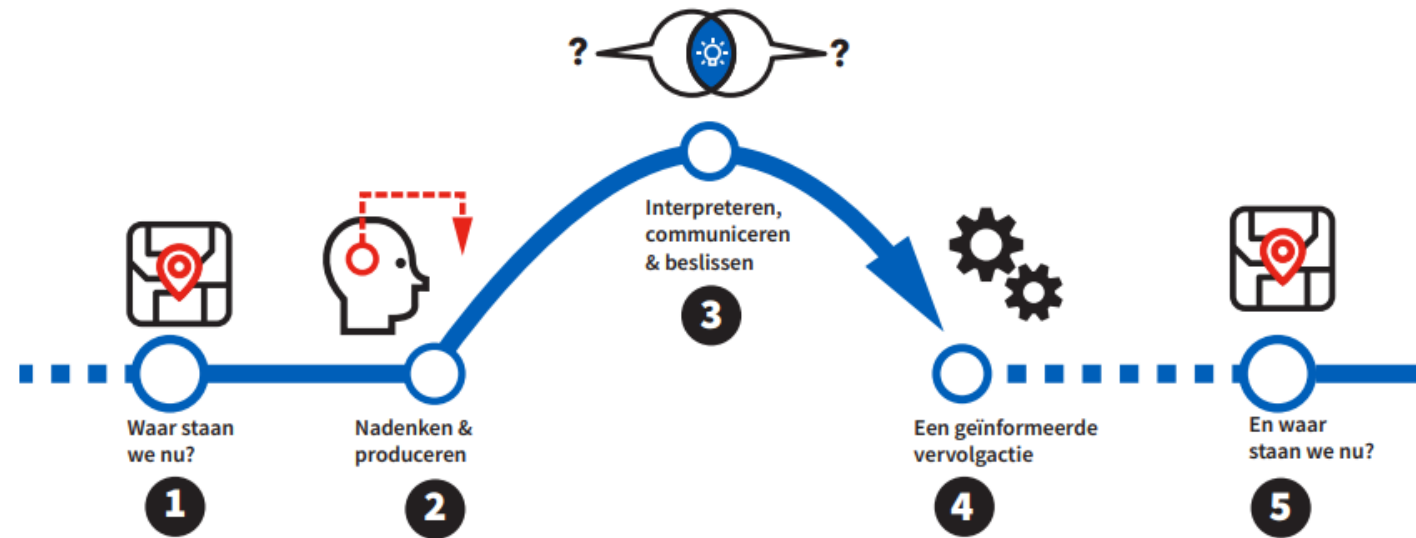 ? ?
Interpreteren,
communiceren
& beslissen
3
Waar staan
we nu?
1
Nadenken &
produceren
2
Een geïnformeerde
vervolgactie
4
En waar
staan we nu?
5